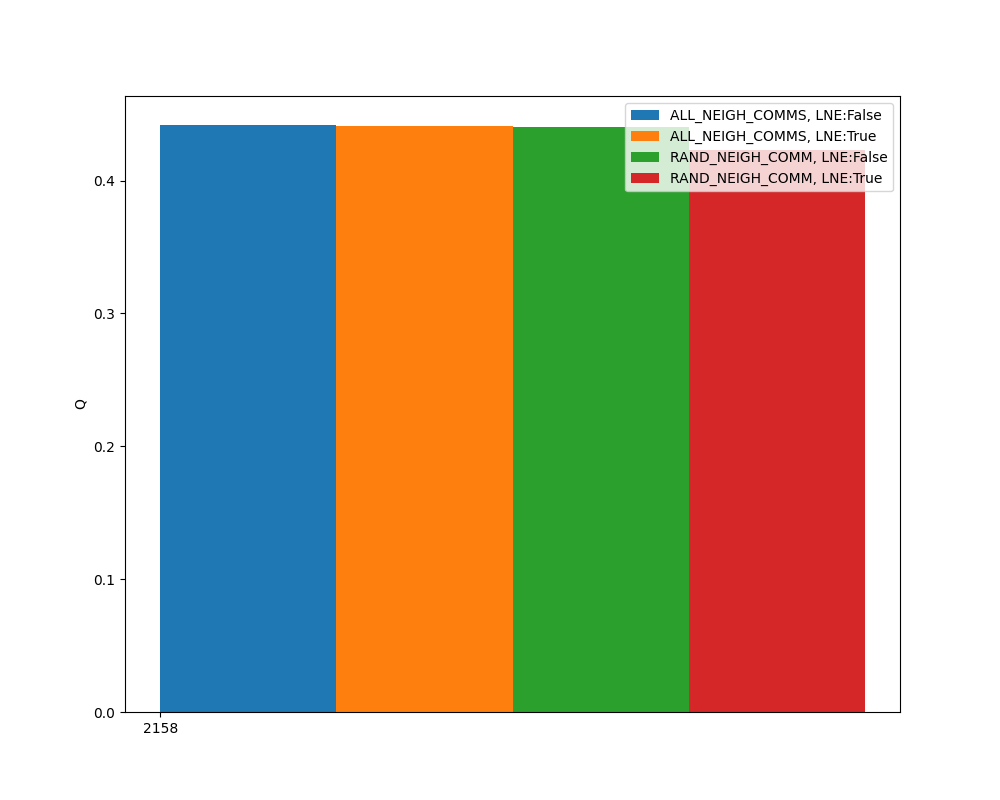 ALL_NEIGH_COMMS, LNE:False
ALL_NEIGH_COMMS, LNE:True
RAND_NEIGH_COMM, LNE:False
RAND_NEIGH_COMM, LNE:True
0.4
0.3
Q
0.2
0.1
0.0
2158